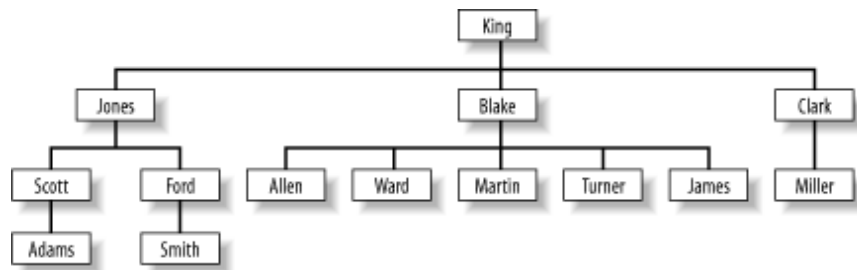 King
Jones Blake Clark
Scott Ford Allen Ward Martin Turner James Miller
Adams Smith